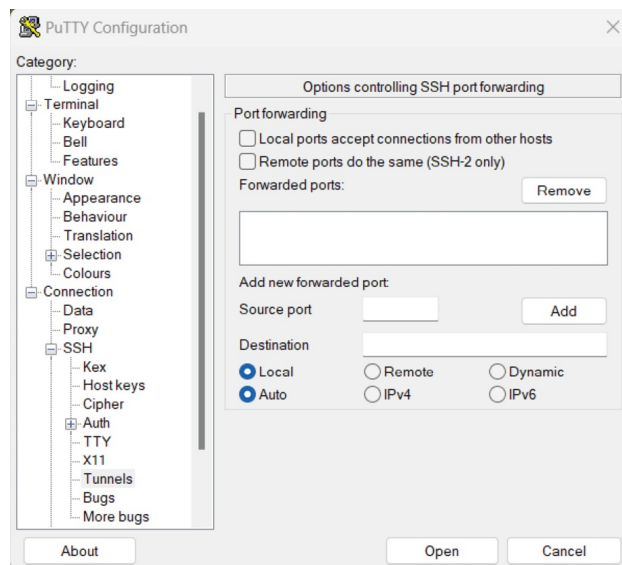 PuTTY Configuration
Category:
Logging
Terminal
Keyboard
Bell
Features
Window
Appearance
Behaviour
Translation
Selection
Colours
Connection
Data
Proxy
SSH
Kex
Host keys
Cipher
Auth
TTY
X11
Tunnels
Bugs
More bugs
Options controlling SSH port forwarding
Port forwarding
Local ports accept connections from other hosts
Remote ports do the same (SSH-2 only)
Forwarded ports:
Remove
Add new forwarded port:
Source port
Add
Destination
Local Remote Dynamic
Auto IPv4 IPv6
About Open Cancel